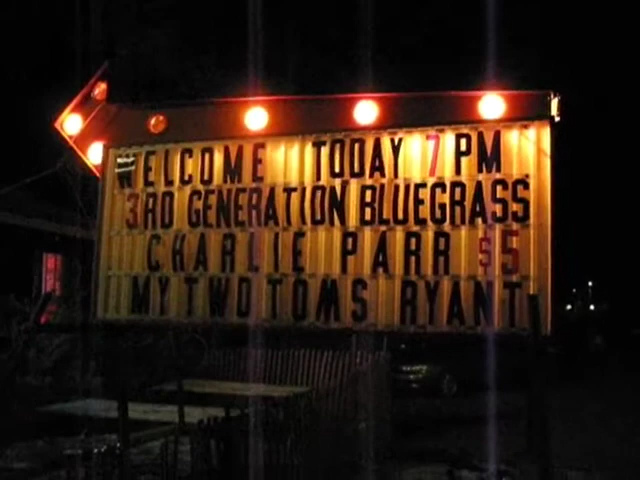 WELCOME TODAY 7 PM
3RD GENERATION BLUEGRASS
CHARLIE PARR $5
MY TWO TOMS RYANT